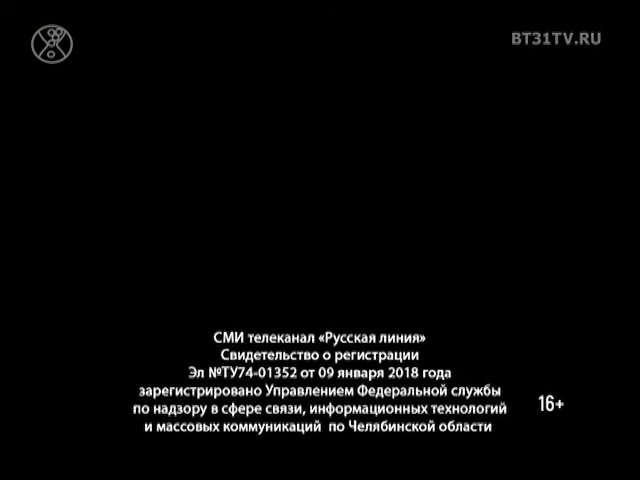 BT31TV.RU
СМИ телеканал «Русская линия»
Свидетельство о регистрации
Эл №ТУ74-01352 от 09 января 2018 года
зарегистрировано Управлением Федеральной службы
по надзору в сфере связи, информационных технологий
и массовых коммуникаций по Челябинской области
16+